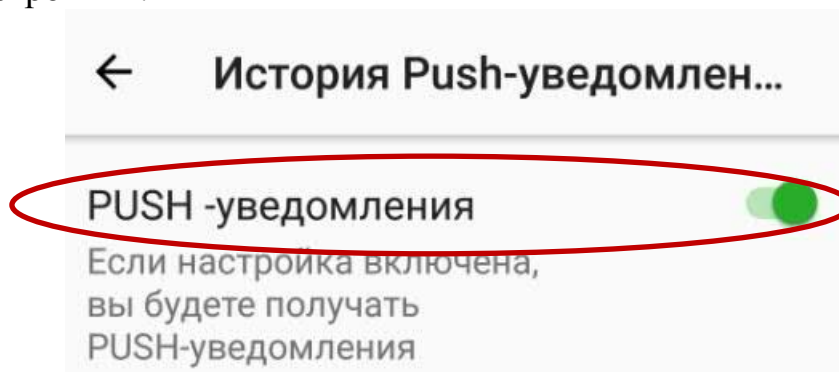 История Push-уведомлен...
PUSH -уведомления
Если настройка включена,
вы будете получать
PUSH-уведомления